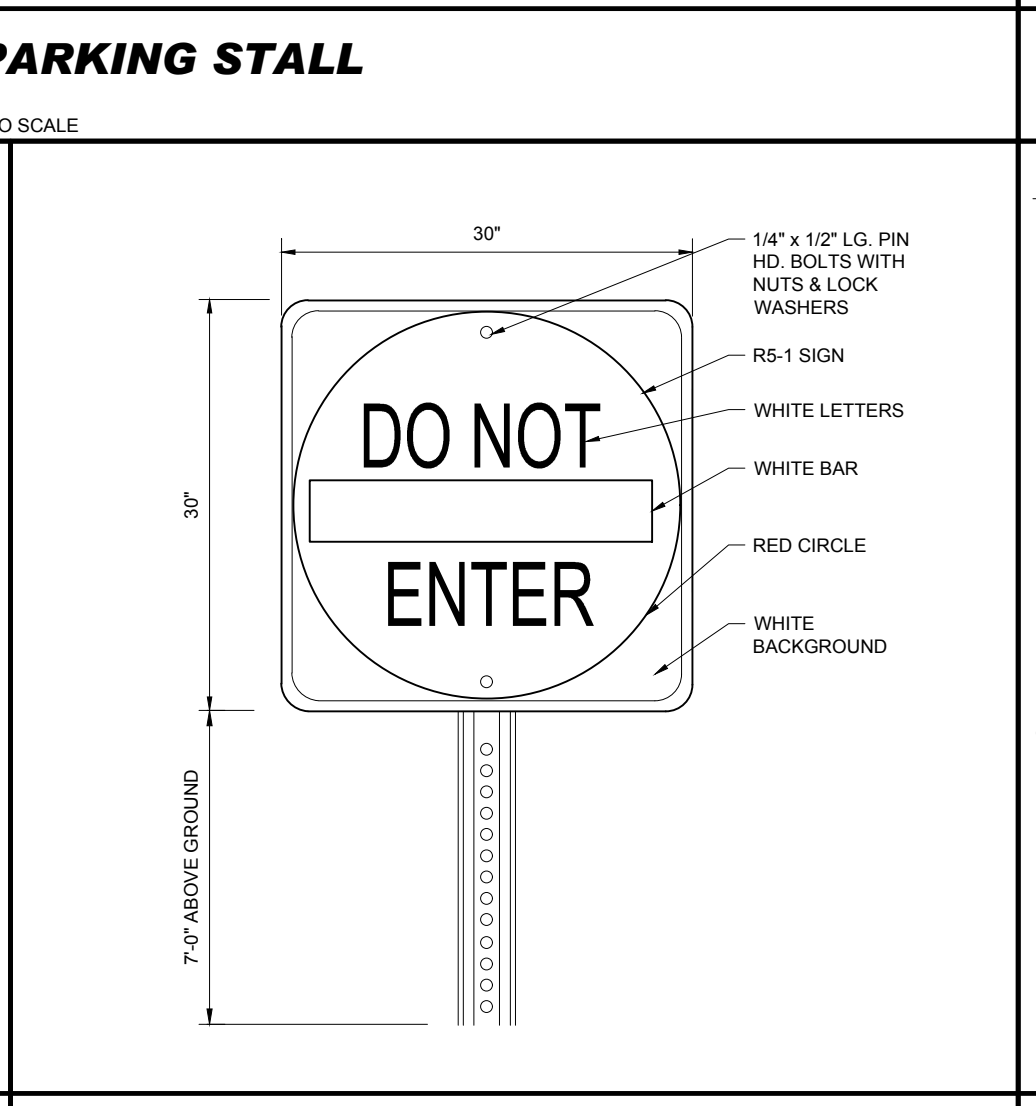 PARKING STALL
O SCALE
30"
1/4" x 1/2" LG. PIN
HD. BOLTS WITH
NUTS & LOCK
WASHERS
R5-1 SIGN
WHITE LETTERS
DO NOT
WHITE BAR
30"
RED CIRCLE
ENTER
WHITE
BACKGROUND
7'-0" ABOVE GROUND